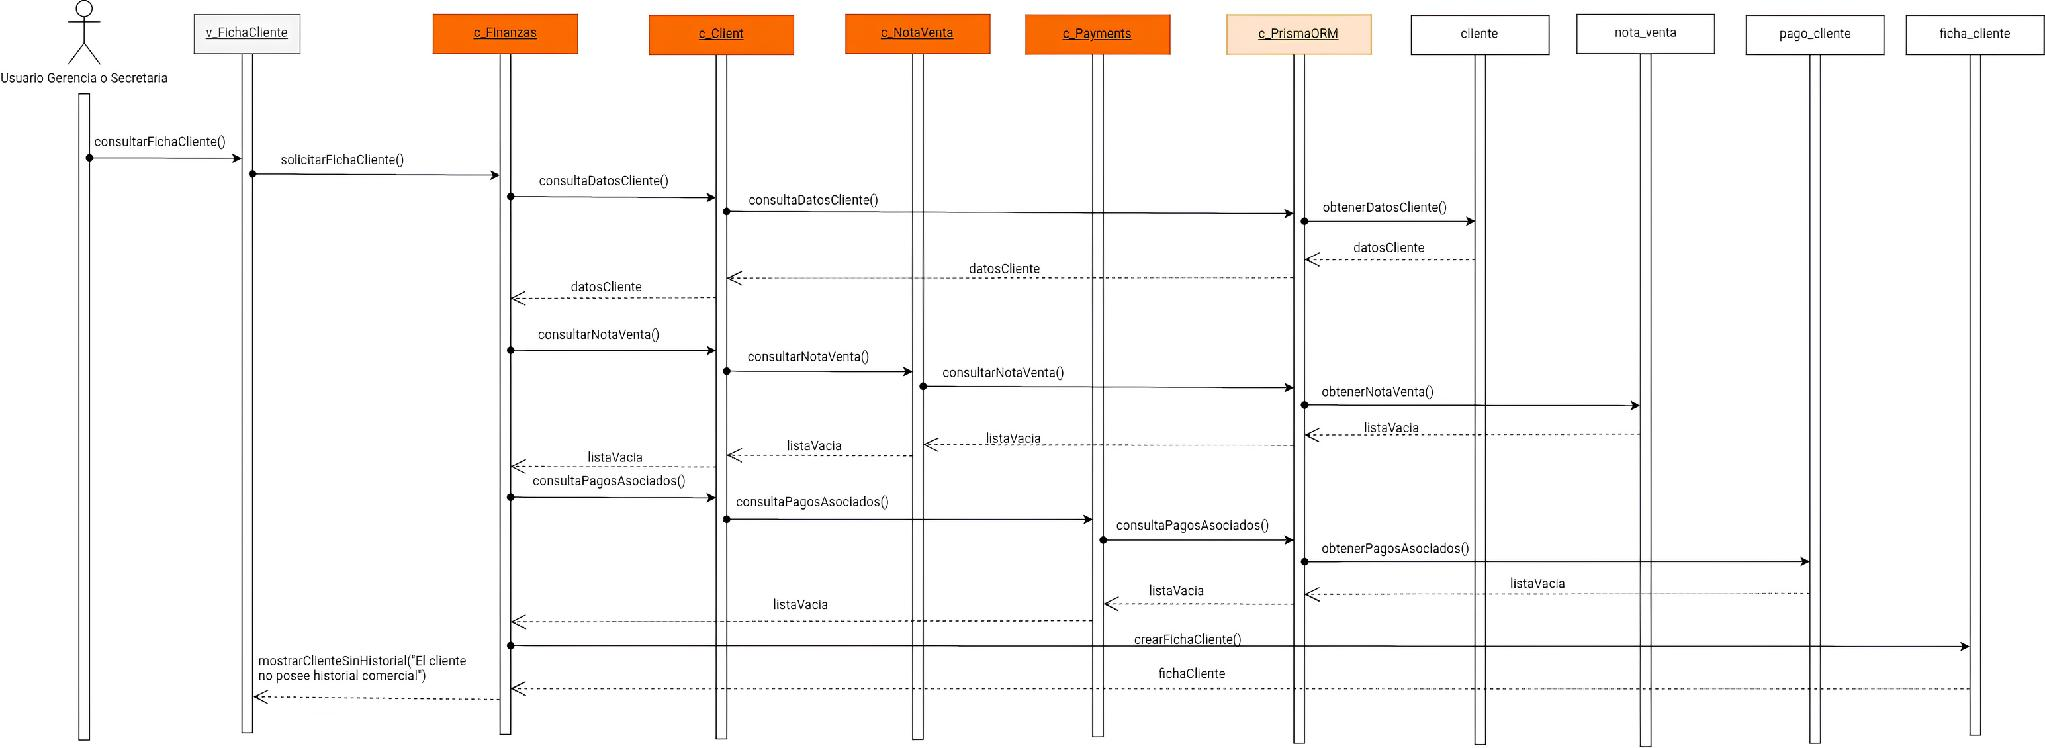 v_FichaCliente
c_Finanzas
c_Client
c_NotaVenta
c_Payments
c_PrismaORM
cliente
nota_venta
pago_cliente
ficha_cliente
Usuario Gerencia o Secretaria
consultarFichaCliente()
solicitarFichaCliente()
consultaDatosCliente()
consultaDatosCliente()
obtenerDatosCliente()
datosCliente
datosCliente
datosCliente
consultarNotaVenta()
consultarNotaVenta()
consultarNotaVenta()
obtenerNotaVenta()
listaVacia
listaVacia
listaVacia
listaVacia
consultaPagosAsociados()
consultaPagosAsociados()
consultaPagosAsociados()
obtenerPagosAsociados()
listaVacia
listaVacia
listaVacia
crearFichaCliente()
mostrarClienteSinHistorial("El cliente
no posee historial comercial")
fichaCliente